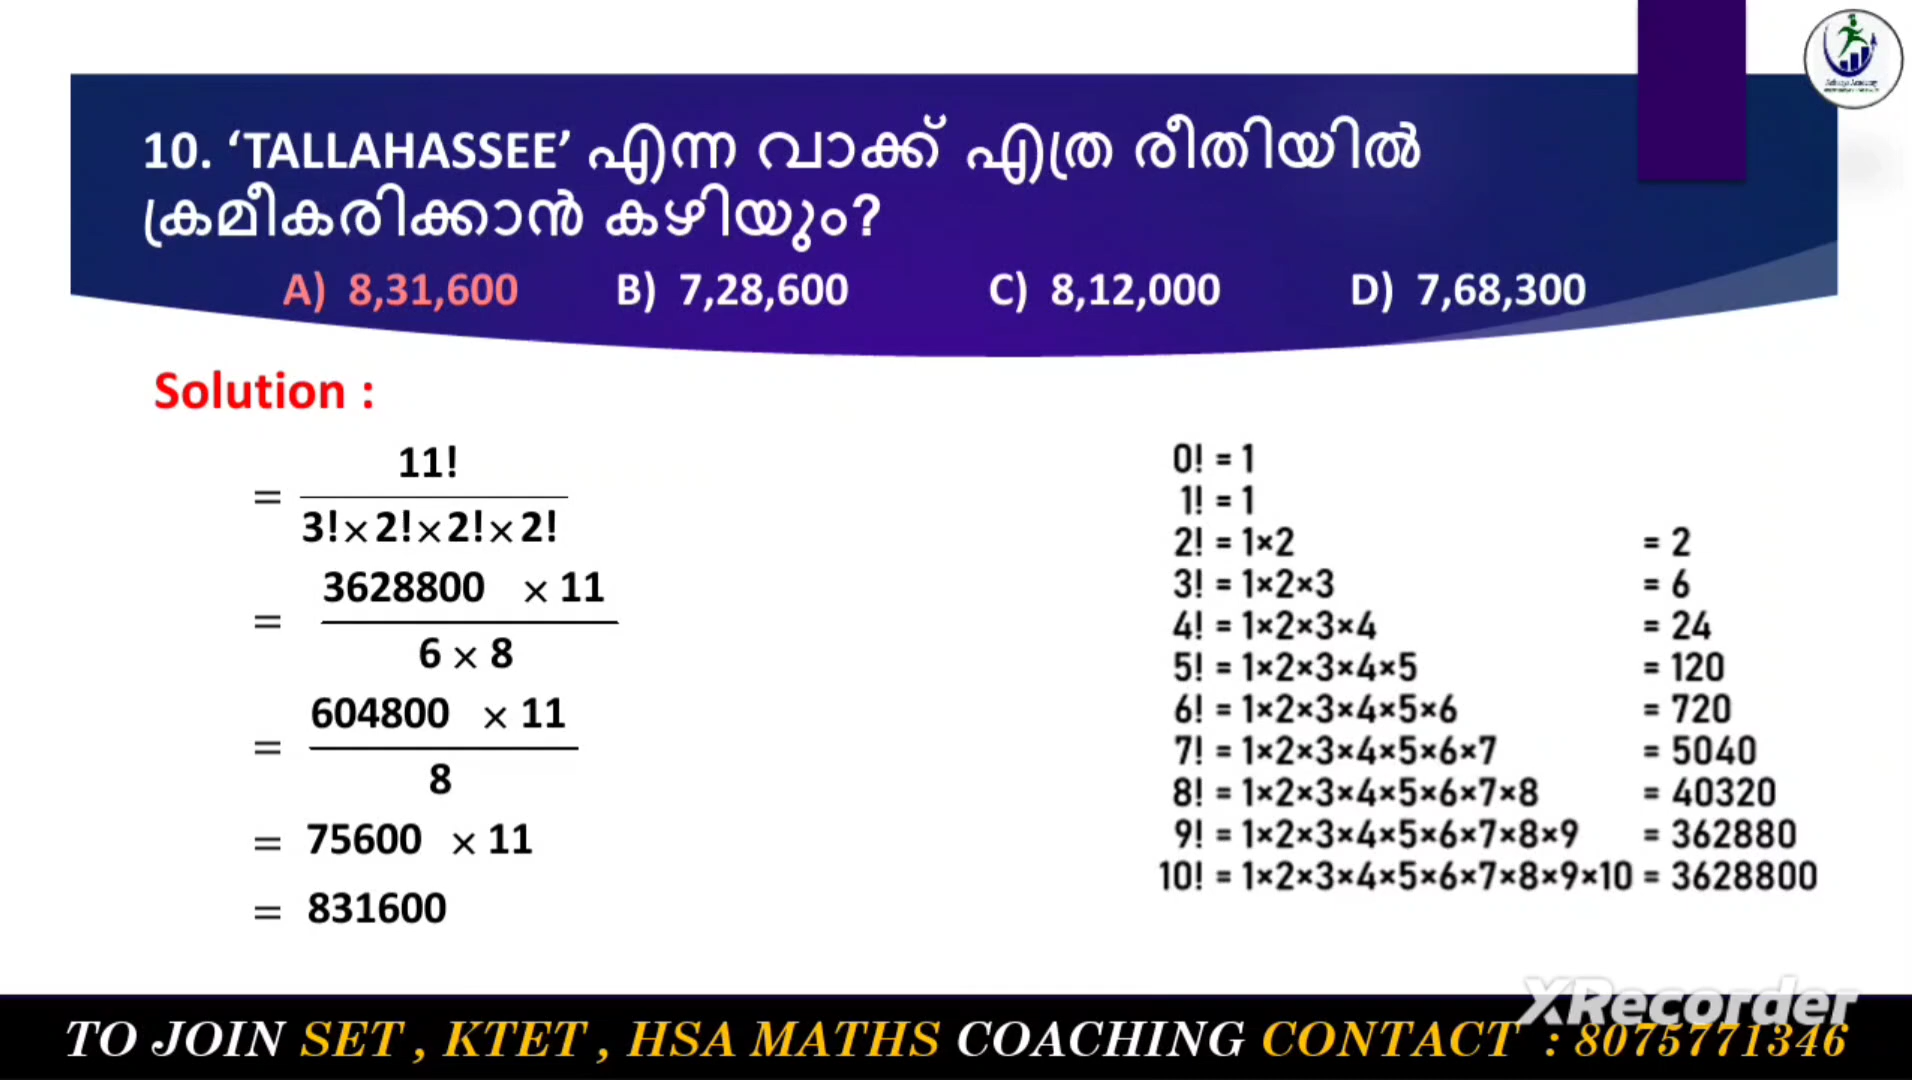 10. ‘TALLAHASSEE’ എന്ന വാക്ക് എത്ര രീതിയിൽ
ക്രമീകരിക്കാൻ കഴിയും?
A) 8,31,600 B) 7,28,600 C) 8,12,000 D) 7,68,300
Solution :
= 11!
3!×2!×2!×2!
= 3628800 × 11
6 × 8
= 604800 × 11
8
= 75600 × 11
= 831600
0! = 1
1! = 1
2! = 1×2 = 2
3! = 1×2×3 = 6
4! = 1×2×3×4 = 24
5! = 1×2×3×4×5 = 120
6! = 1×2×3×4×5×6 = 720
7! = 1×2×3×4×5×6×7 = 5040
8! = 1×2×3×4×5×6×7×8 = 40320
9! = 1×2×3×4×5×6×7×8×9 = 362880
10! = 1×2×3×4×5×6×7×8×9×10 = 3628800
XRecorder
TO JOIN SET , KTET , HSA MATHS COACHING CONTACT : 8075771346